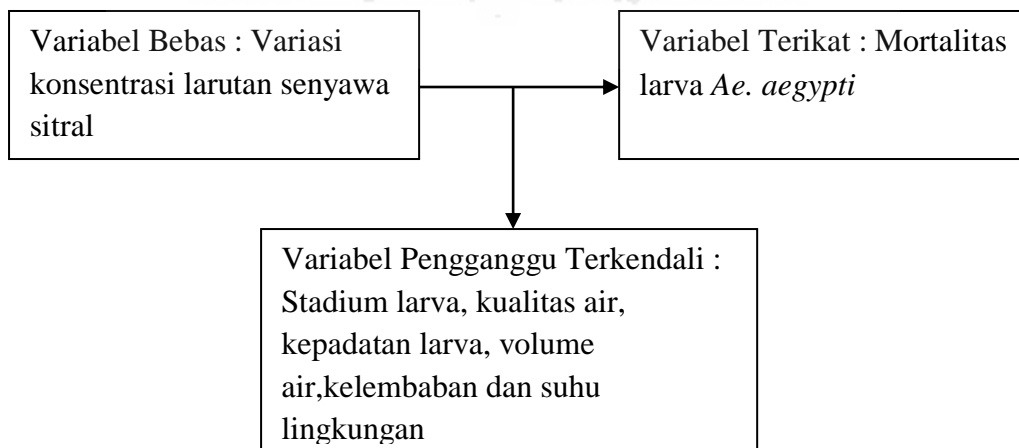 Variabel Bebas : Variasi
konsentrasi larutan senyawa
sitral
Variabel Terikat : Mortalitas
larva Ae. aegypti
Variabel Pengganggu Terkendali :
Stadium larva, kualitas air,
kepadatan larva, volume
air,kelembaban dan suhu
lingkungan